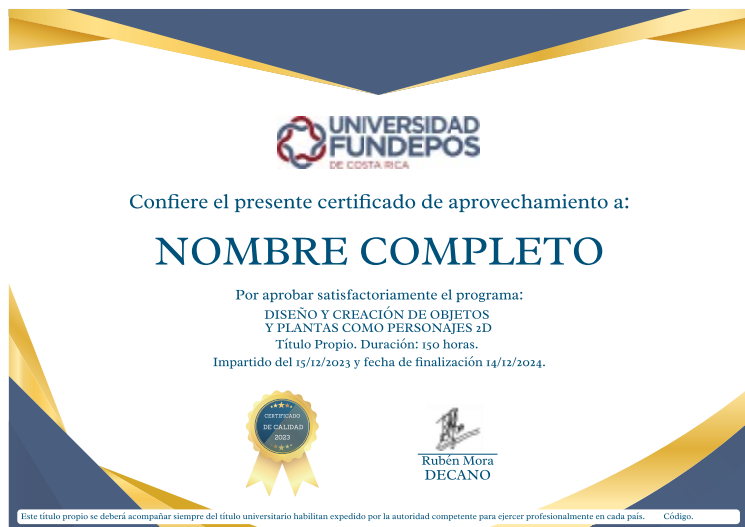 UNIVERSIDAD
FUNDEPOS
DE COSTA RICA
Confiere el presente certificado de aprovechamiento a:
NOMBRE COMPLETO
Por aprobar satisfactoriamente el programa:
DISEÑO Y CREACIÓN DE OBJETOS
Y PLANTAS COMO PERSONAJES 2D
Título Propio. Duración: 150 horas.
Impartido del 15/12/2023 y fecha de finalización 14/12/2024.
CERTIFICADO
DE CALIDAD
2023
Rubén Mora
DECANO
Este título propio se deberá acompañar siempre del título universitario habilitan expedido por la autoridad competente para ejercer profesionalmente en cada país. Código.